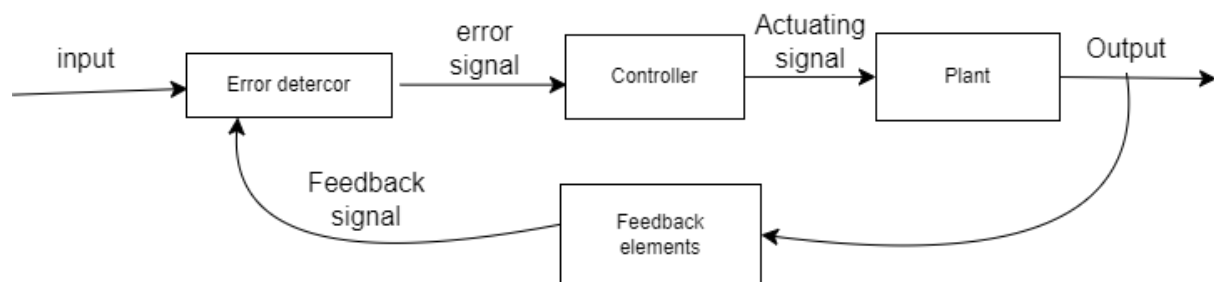 input
Error detercor
error
signal
Controller
Actuating
signal
Plant
Output
Feedback
signal
Feedback
elements